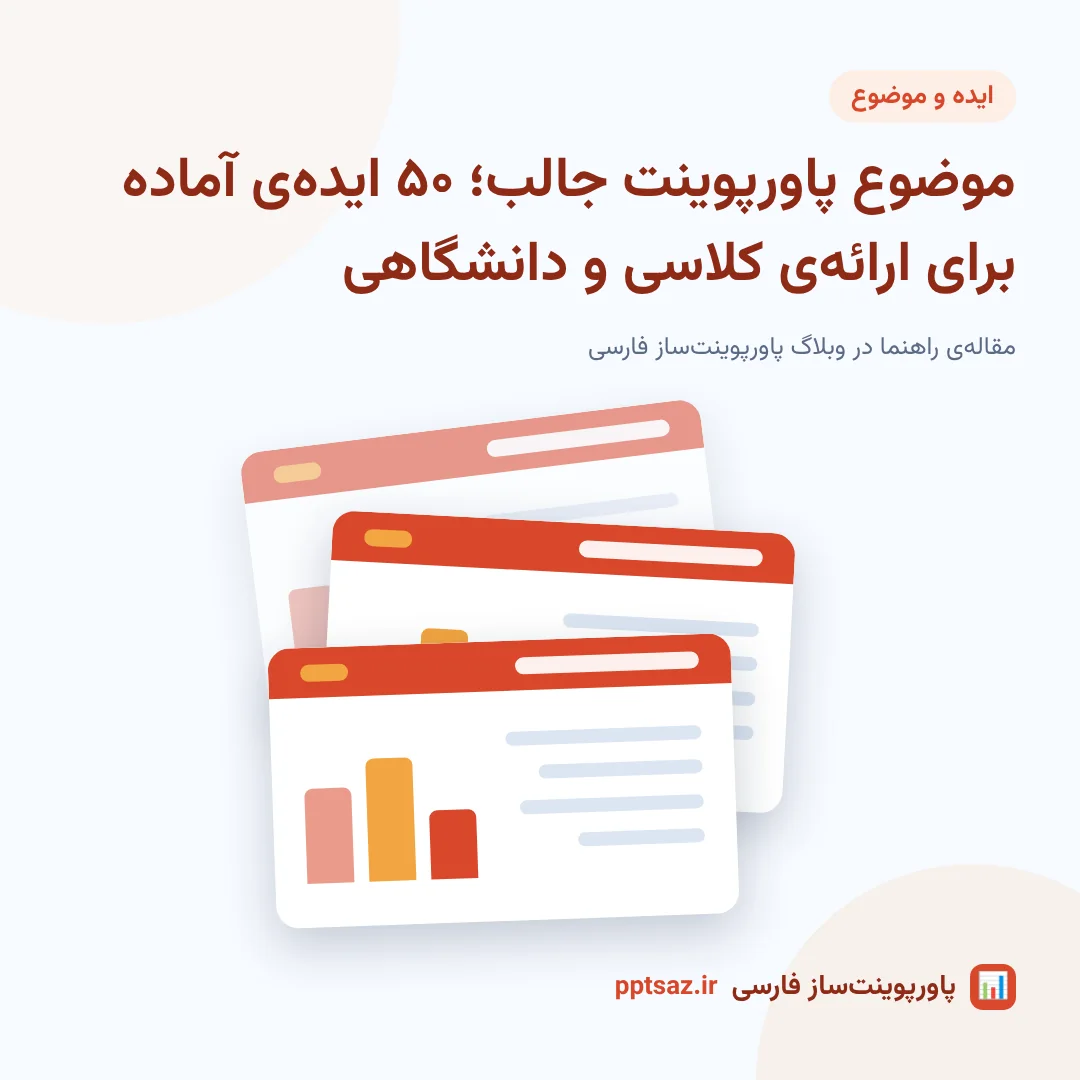 ایده و موضوع
موضوع پاورپوینت جالب؛ ۵۰ ایده‌ی آماده
برای ارائه‌ی کلاسی و دانشگاهی
مقاله‌ی راهنما در وبلاگ پاورپوینت‌ساز فارسی
پاورپوینت‌ساز فارسی pptsaz.ir